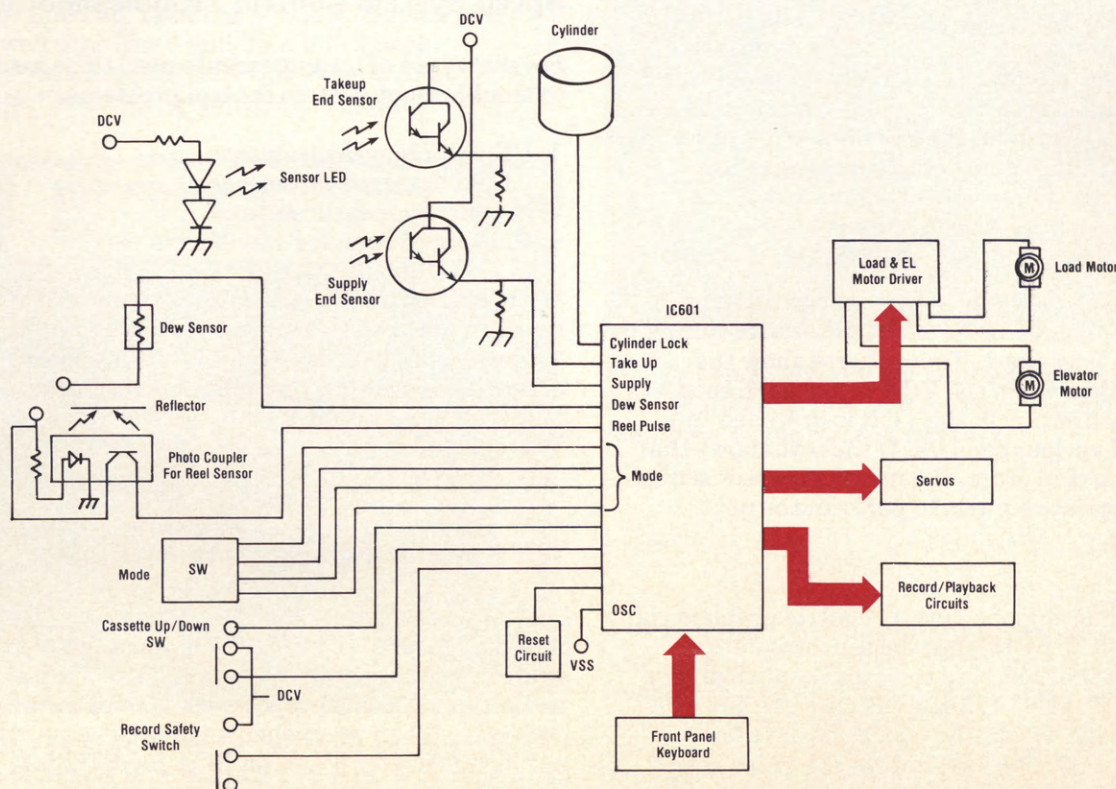 DCV
Cylinder
Takeup
End Sensor
DCV
Sensor LED
Supply
End Sensor
Dew Sensor
Reflector
Photo Coupler
For Reel Sensor
Mode
SW
Cassette Up/Down
SW
DCV
Record Safety
Switch
IC601
Cylinder Lock
Take Up
Supply
Dew Sensor
Reel Pulse
Mode
OSC
Reset
Circuit
VSS
Front Panel
Keyboard
Load & EL
Motor Driver
M
Load Motor
M
Elevator
Motor
Servos
Record/Playback
Circuits